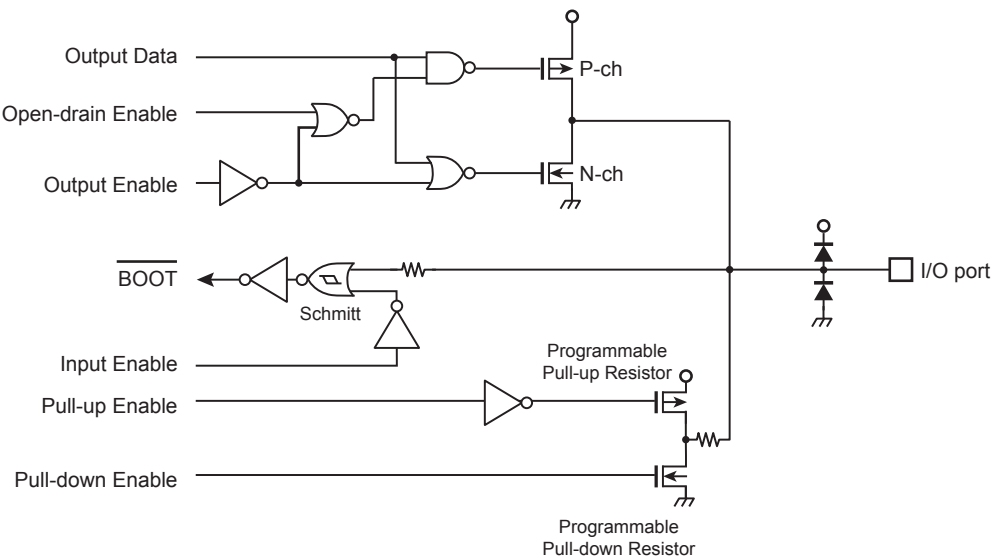 Output Data
P-ch
Open-drain Enable
Output Enable
N-ch
BOOT
I/O port
Schmitt
Input Enable
Programmable
Pull-up Resistor
Pull-up Enable
Pull-down Enable
Programmable
Pull-down Resistor